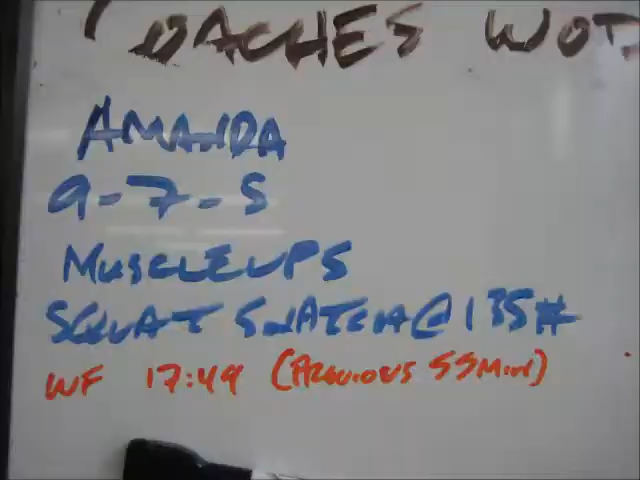 COACHES WOD
AMANDA
9-7-5
MUSCLEUPS
SQUAT SNATCH @ 135#
WF 17:49 (PREVIOUS 55MIN)